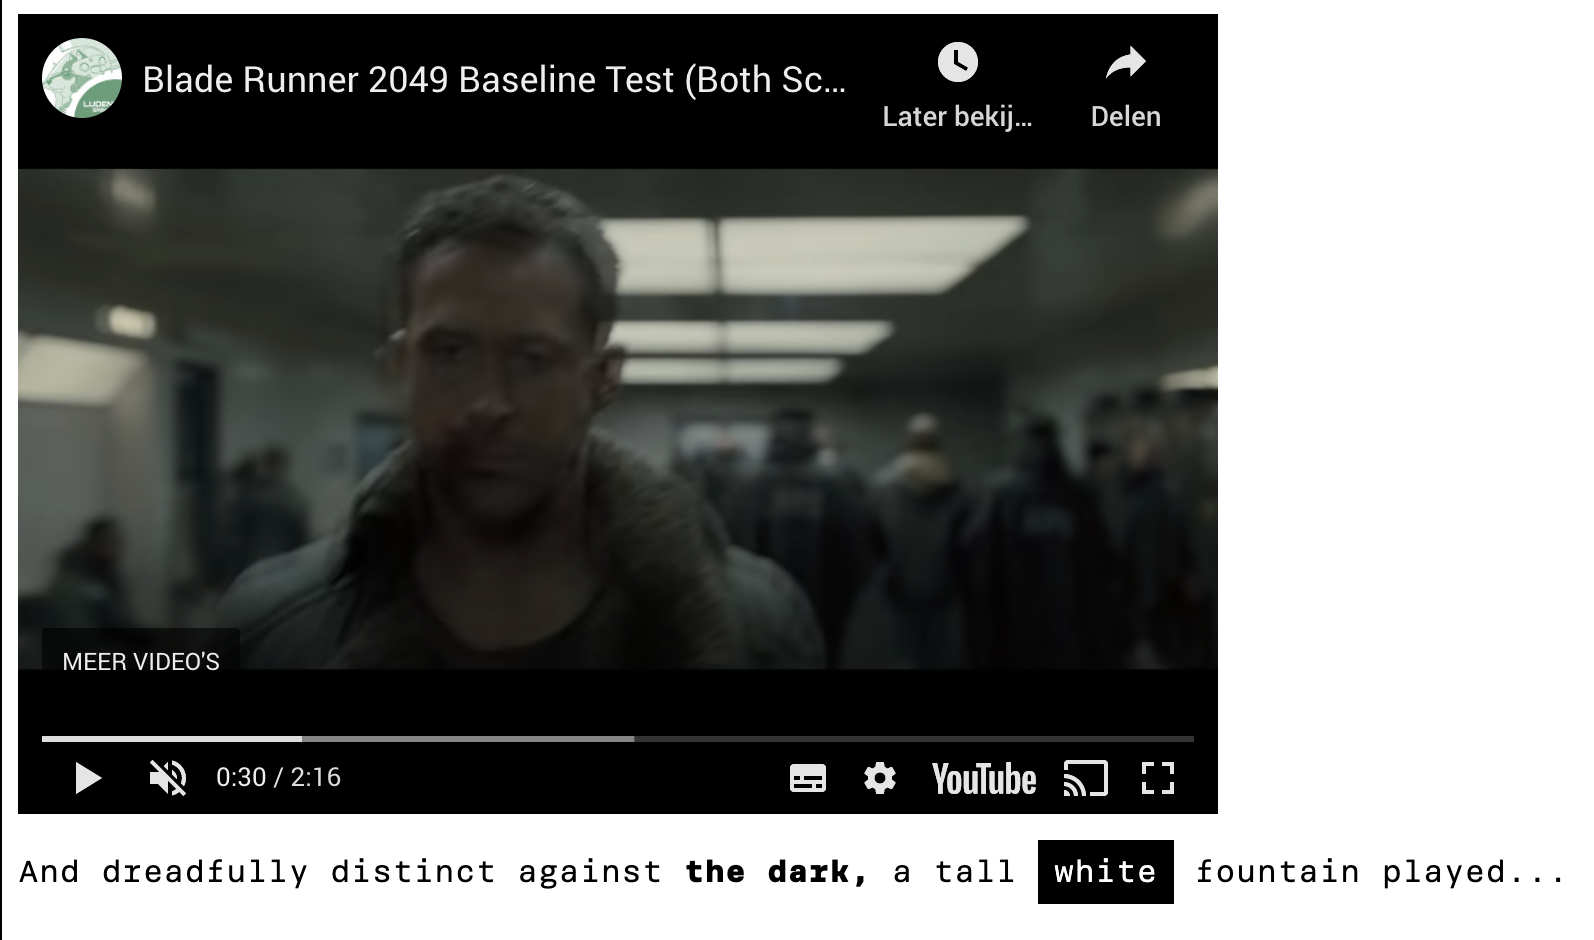 LUDEN
Blade Runner 2049 Baseline Test (Both Sc...
Later bekij...
Delen
MEER VIDEO'S
0:30 / 2:16
YouTube
And dreadfully distinct against the dark, a tall white fountain played...